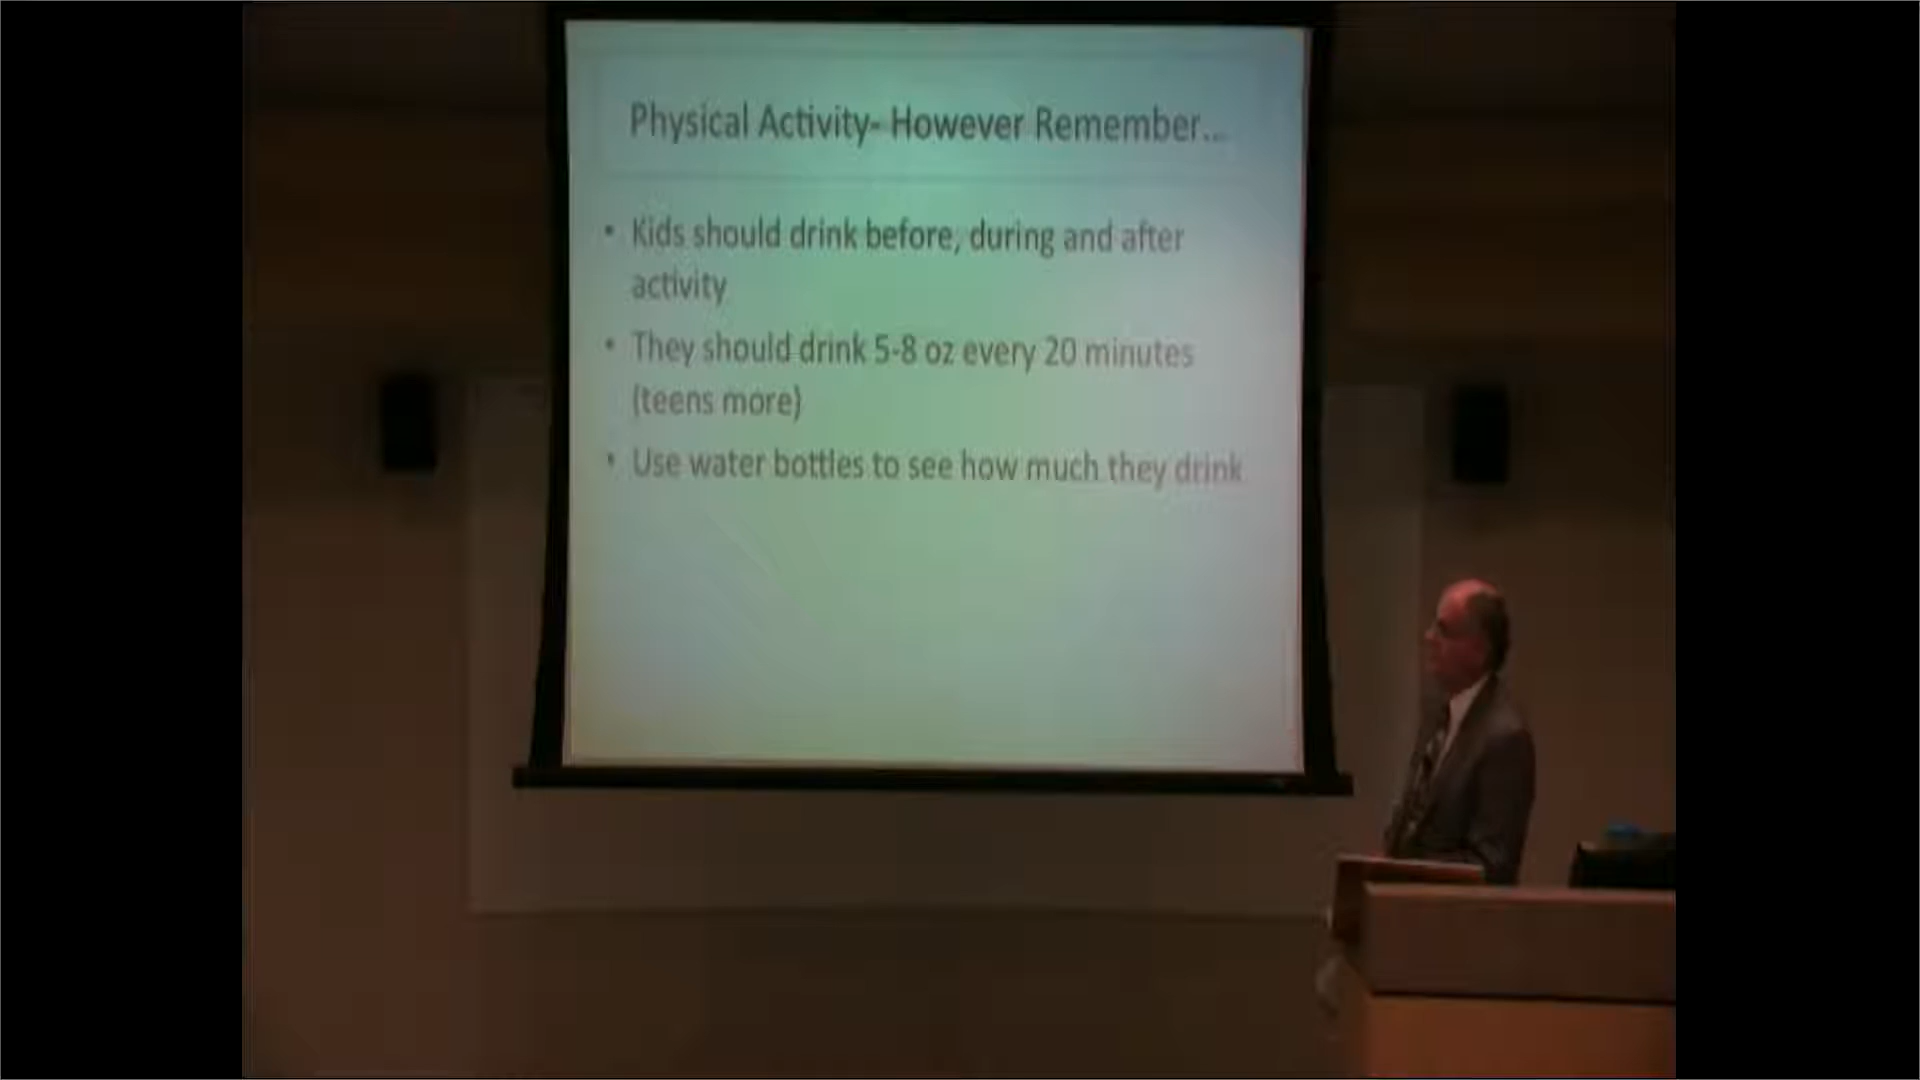 Physical Activity- However Remember...
• Kids should drink before, during and after
activity
• They should drink 5-8 oz every 20 minutes
(teens more)
• Use water bottles to see how much they drink